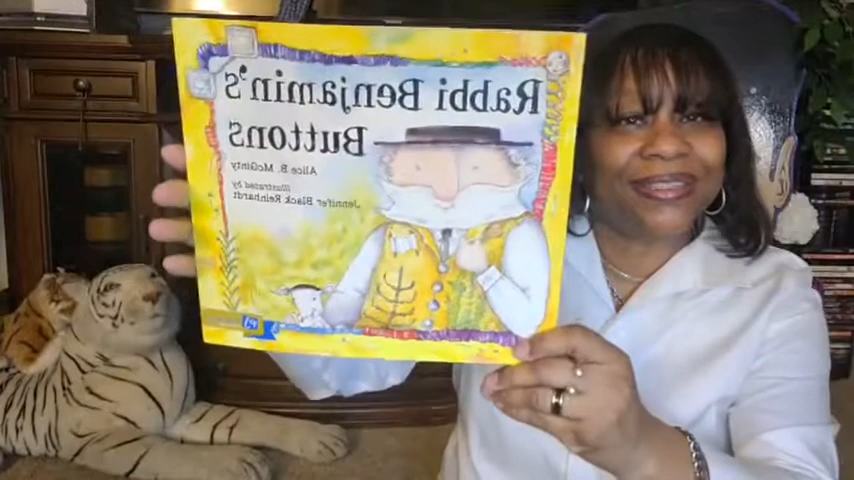 Rabbi Benjamin's
Buttons
Alice B. McGinty
Illustrated by
Jennifer Black Reinhardt